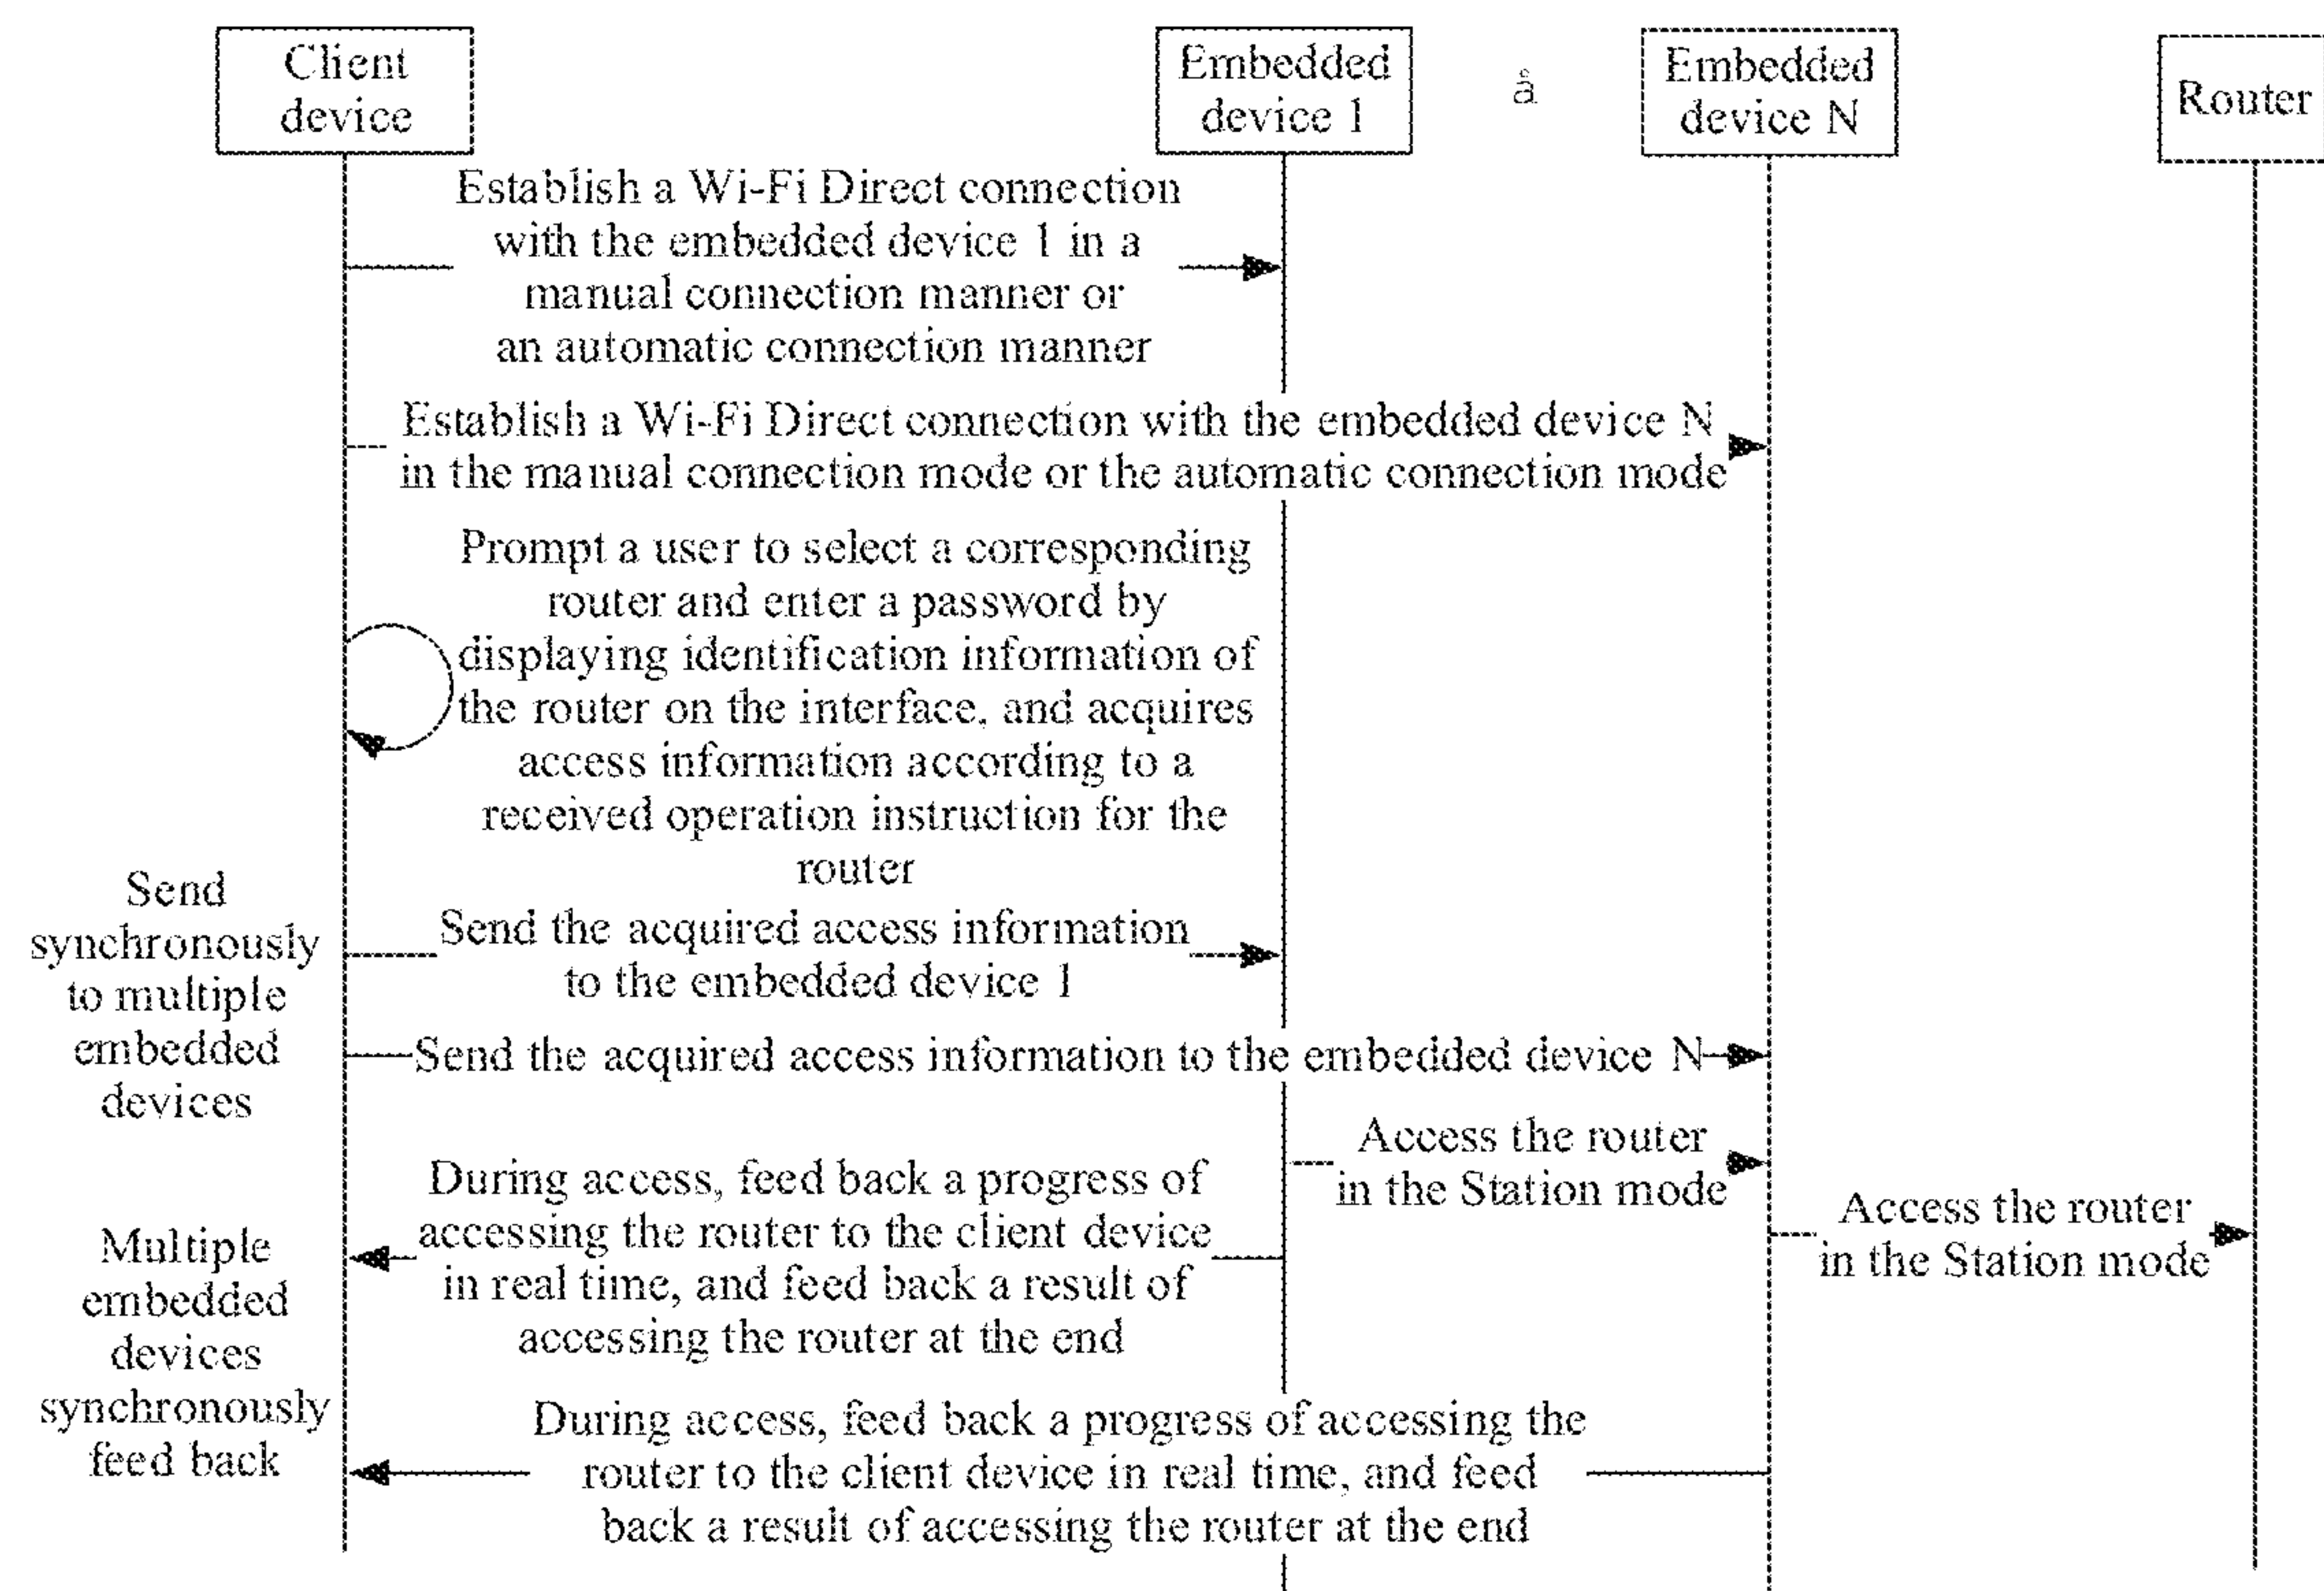 Client
device
Embedded
device 1
å
Embedded
device N
Router
Establish a Wi-Fi Direct connection
with the embedded device 1 in a
manual connection manner or
an automatic connection manner
Establish a Wi-Fi Direct connection with the embedded device N
in the manual connection mode or the automatic connection mode
Prompt a user to select a corresponding
router and enter a password by
displaying identification information of
the router on the interface, and acquires
access information according to a
received operation instruction for the
router
Send
synchronously
to multiple
embedded
devices
Send the acquired access information
to the embedded device 1
Send the acquired access information to the embedded device N
Access the router
in the Station mode
Access the router
in the Station mode
Multiple
embedded
devices
synchronously
feed back
During access, feed back a progress of
accessing the router to the client device
in real time, and feed back a result of
accessing the router at the end
During access, feed back a progress of accessing the
router to the client device in real time, and feed
back a result of accessing the router at the end